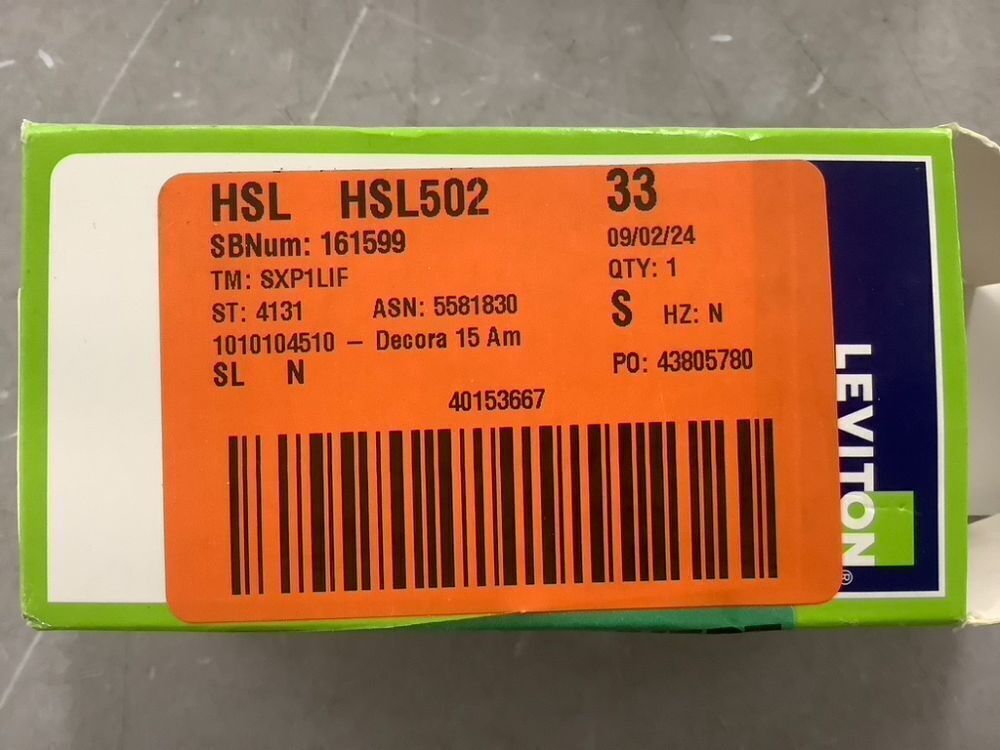 HSL HSL502 33
SBNum: 161599 09/02/24
TM: SXP1LIF QTY: 1
ST: 4131 ASN: 5581830 S HZ: N
1010104510 – Decora 15 Am
SL N PO: 43805780
40153667
LEVITON®